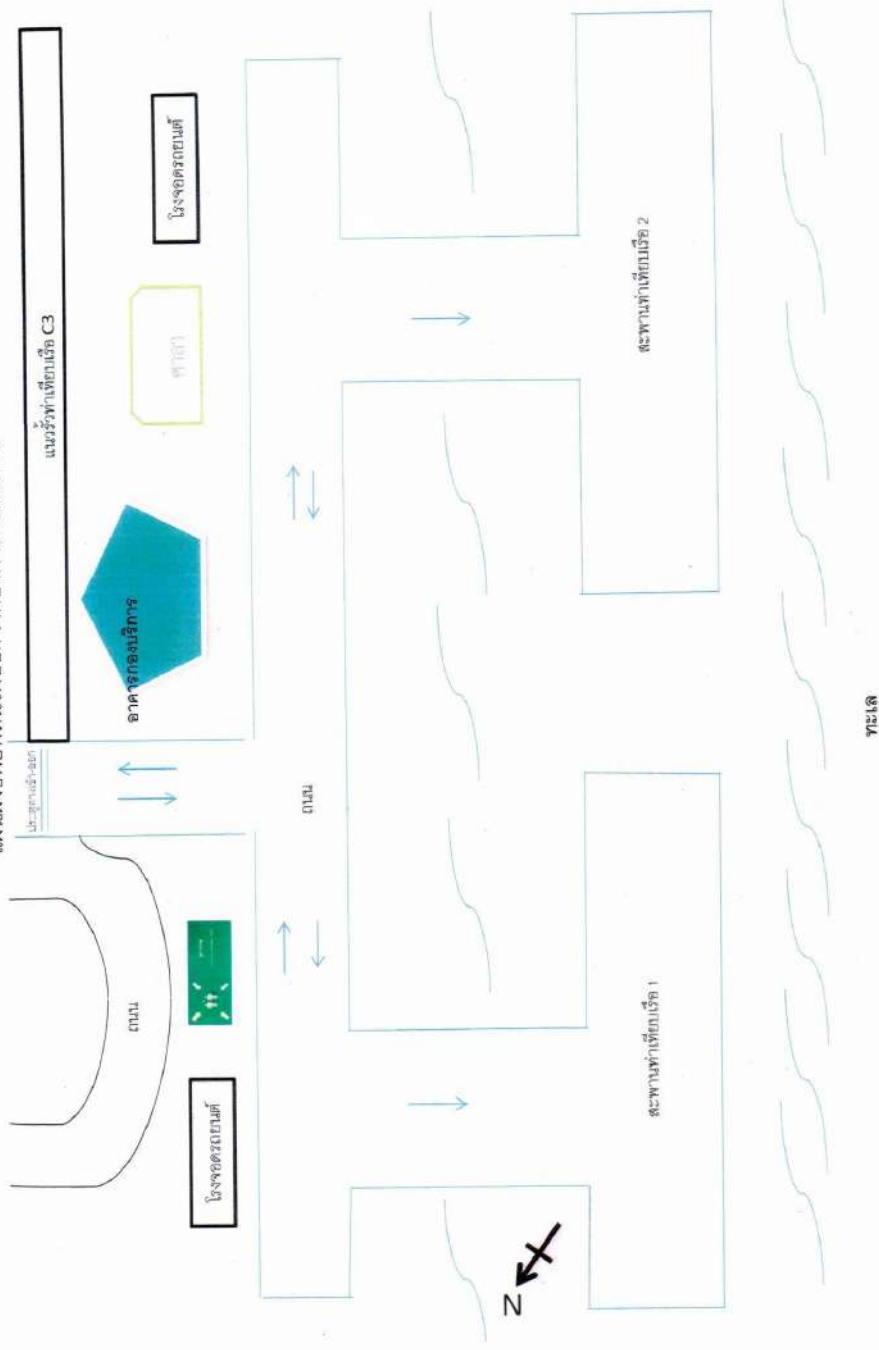 แนวรั้วท่าเทียบเรือ C3
ประตูทางเข้า-ออก
โรงจอดรถยนต์
ศาลา
อาคารกองบริการ
ถนน
โรงจอดรถยนต์
ถนน
สะพานท่าเทียบเรือ 2
สะพานท่าเทียบเรือ 1
N
ทะเล